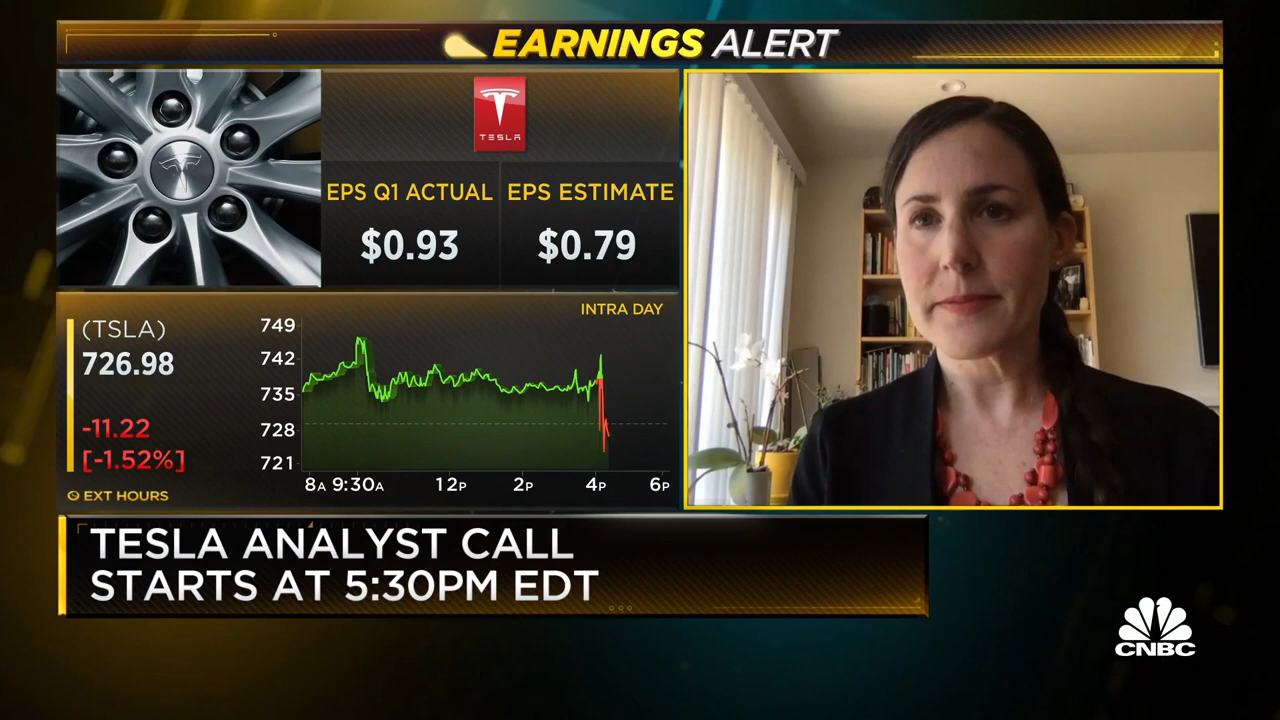 EARNINGS ALERT
TESLA
EPS Q1 ACTUAL
$0.93
EPS ESTIMATE
$0.79
INTRA DAY
(TSLA)
726.98
-11.22
[-1.52%]
EXT HOURS
749
742
735
728
721
8A 9:30A 12P 2P 4P 6P
TESLA ANALYST CALL
STARTS AT 5:30PM EDT
CNBC